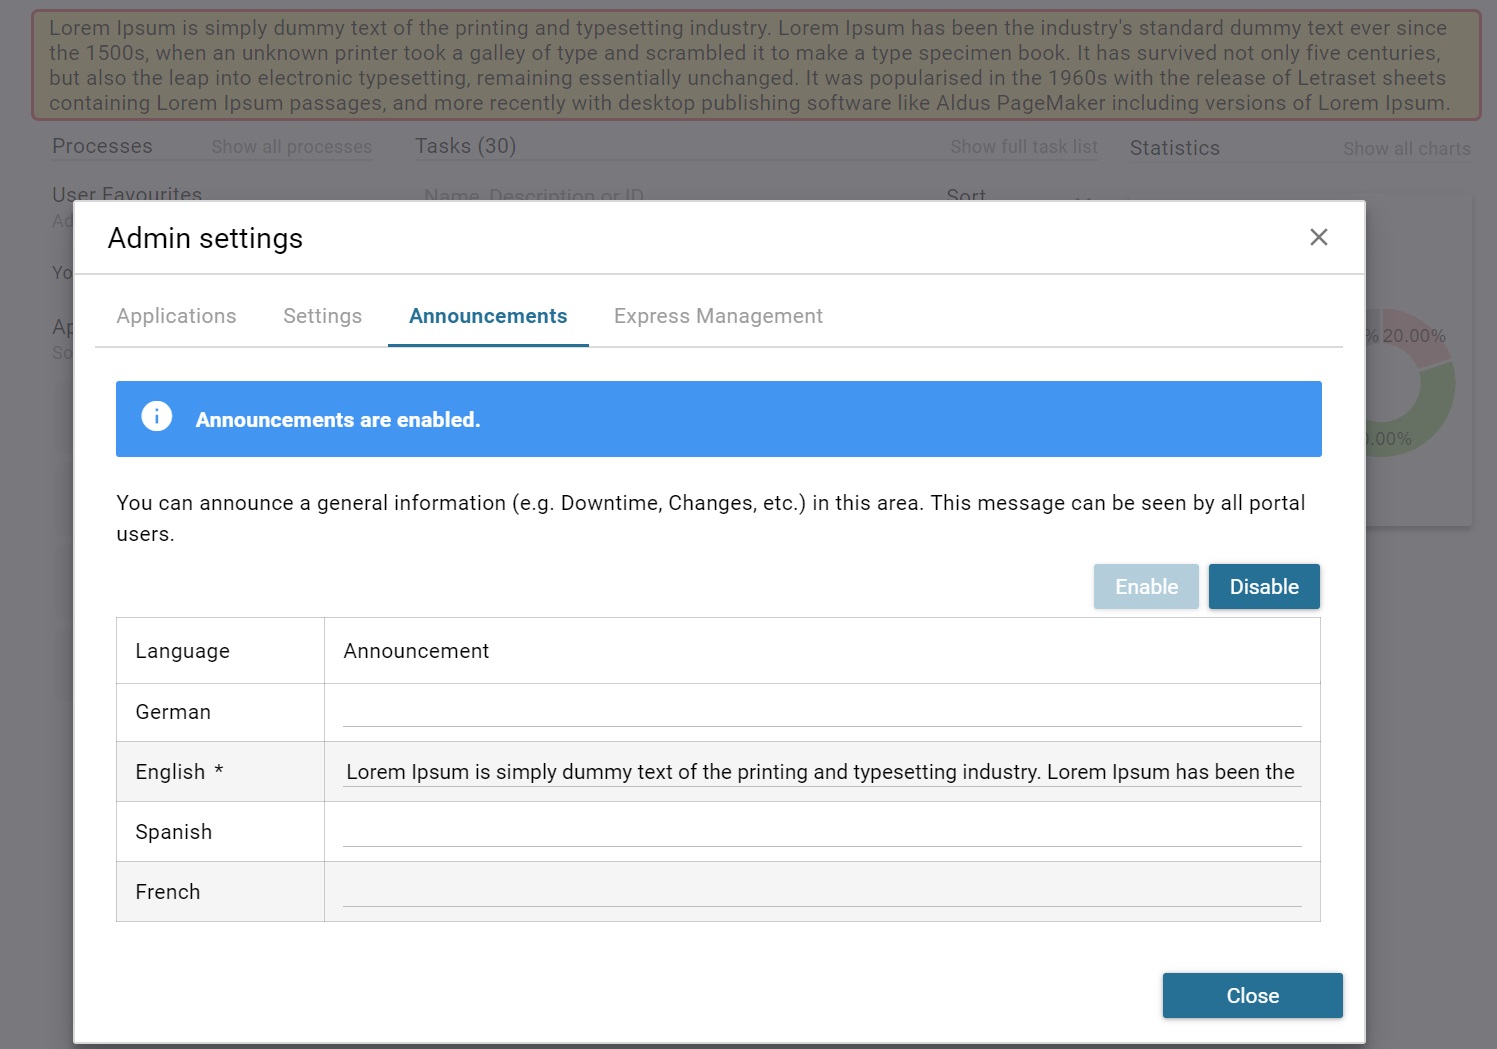 Lorem Ipsum is simply dummy text of the printing and typesetting industry. Lorem Ipsum has been the industry's standard dummy text ever since
the 1500s, when an unknown printer took a galley of type and scrambled it to make a type specimen book. It has survived not only five centuries,
but also the leap into electronic typesetting, remaining essentially unchanged. It was popularised in the 1960s with the release of Letraset sheets
containing Lorem Ipsum passages, and more recently with desktop publishing software like Aldus PageMaker including versions of Lorem Ipsum.
Processes Show all processes Tasks (30) Show full task list Statistics Show all charts
User Favourites Name, Description or ID Sort
Admin settings
Applications Settings Announcements Express Management
% 20.00%
Announcements are enabled.
You can announce a general information (e.g. Downtime, Changes, etc.) in this area. This message can be seen by all portal
users.
Enable Disable
Language Announcement
German
English * Lorem Ipsum is simply dummy text of the printing and typesetting industry. Lorem Ipsum has been the
Spanish
French
Close